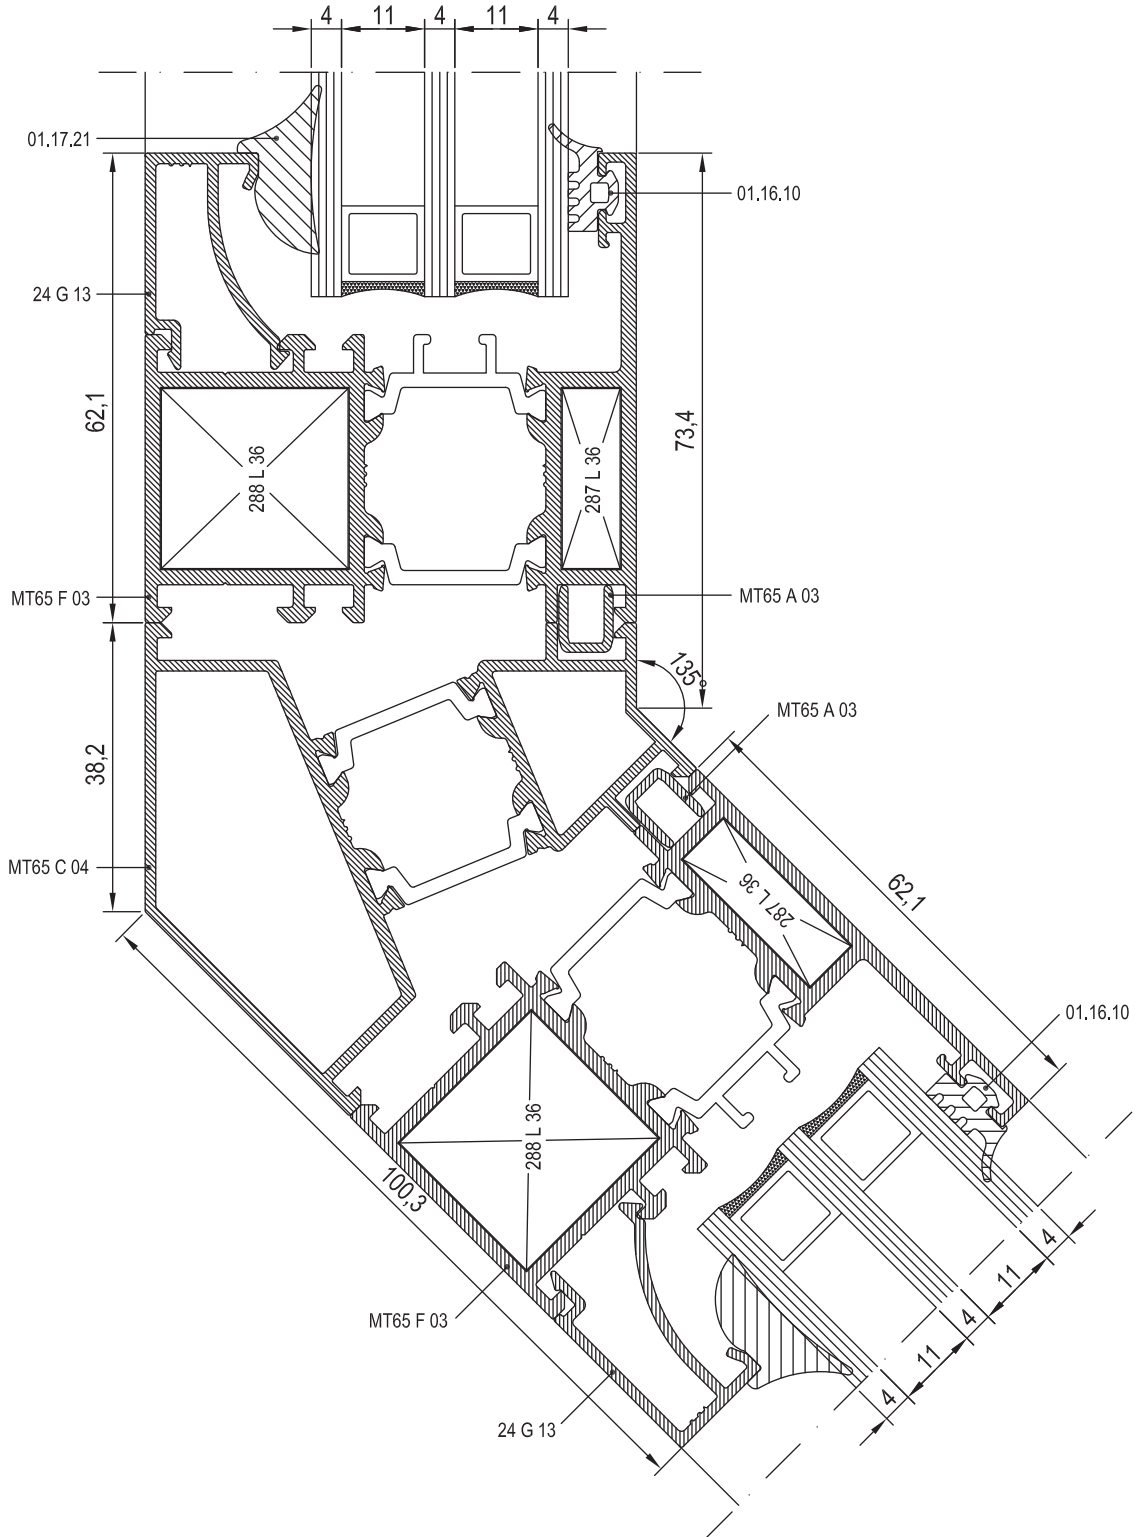 4 11 4 11 4
01.17.21
01.16.10
24 G 13
62,1
73,4
288 L 36
287 L 36
MT65 F 03
MT65 A 03
135°
MT65 A 03
38,2
MT65 C 04
287 L 36
62,1
01.16.10
288 L 36
100,3
MT65 F 03
24 G 13
4
11
4
11
4